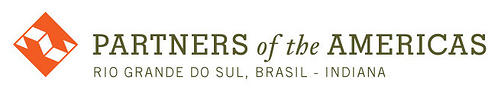 PARTNERS of the AMERICAS
RIO GRANDE DO SUL, BRASIL - INDIANA